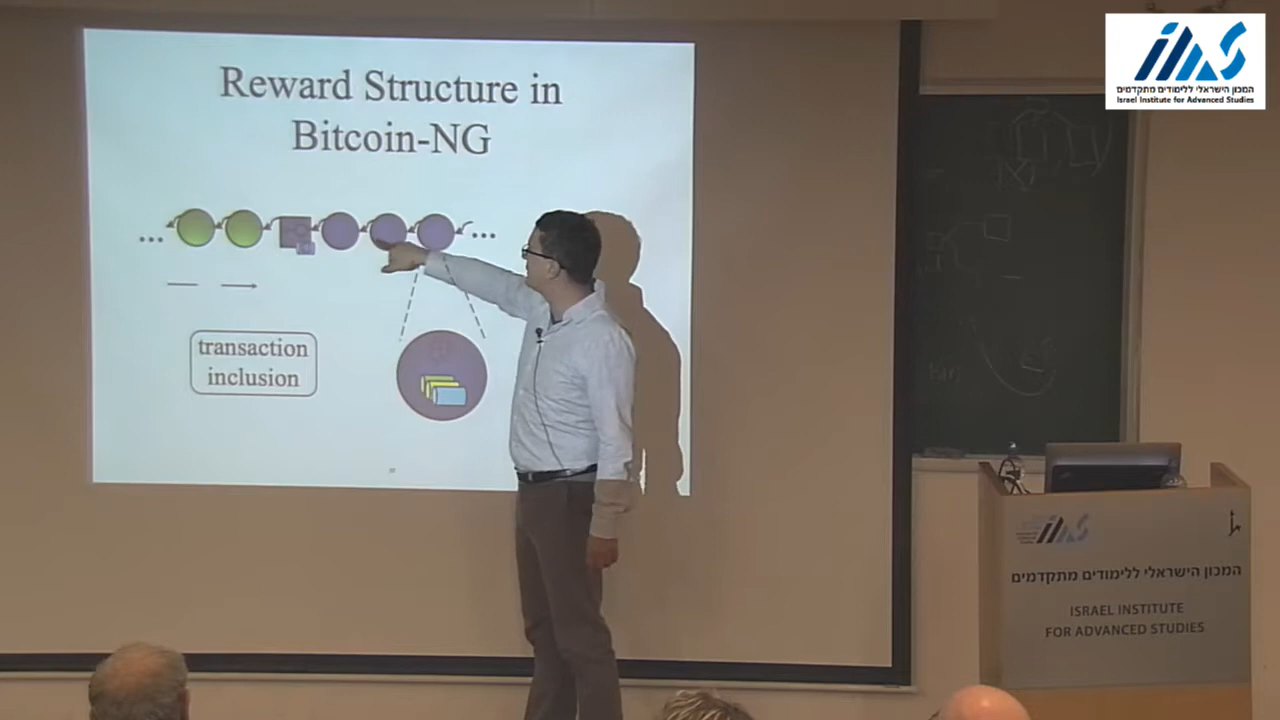 Reward Structure in
Bitcoin-NG
...
...
transaction
inclusion
המכון הישראלי ללימודים מתקדמים
Israel Institute for Advanced Studies
המכון הישראלי ללימודים מתקדמים
ISRAEL INSTITUTE
FOR ADVANCED STUDIES